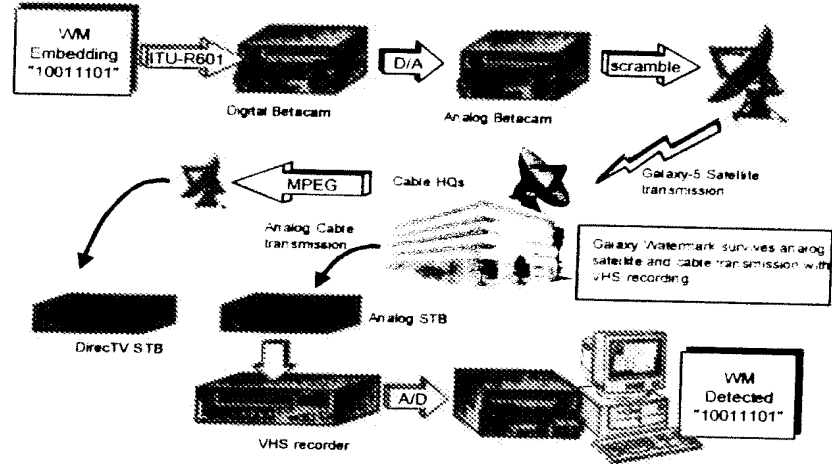 WM
Embedding
"10011101"
ITU-R601
Digital Betacam
D/A
Analog Betacam
scramble
Galaxy-5 Satellite
transmission
MPEG
Cable HQs
Analog Cable
transmission
Galaxy Watermark survives analog
satellite and cable transmission with
VHS recording
DirecTV STB
Analog STB
VHS recorder
A/D
WM
Detected
"10011101"